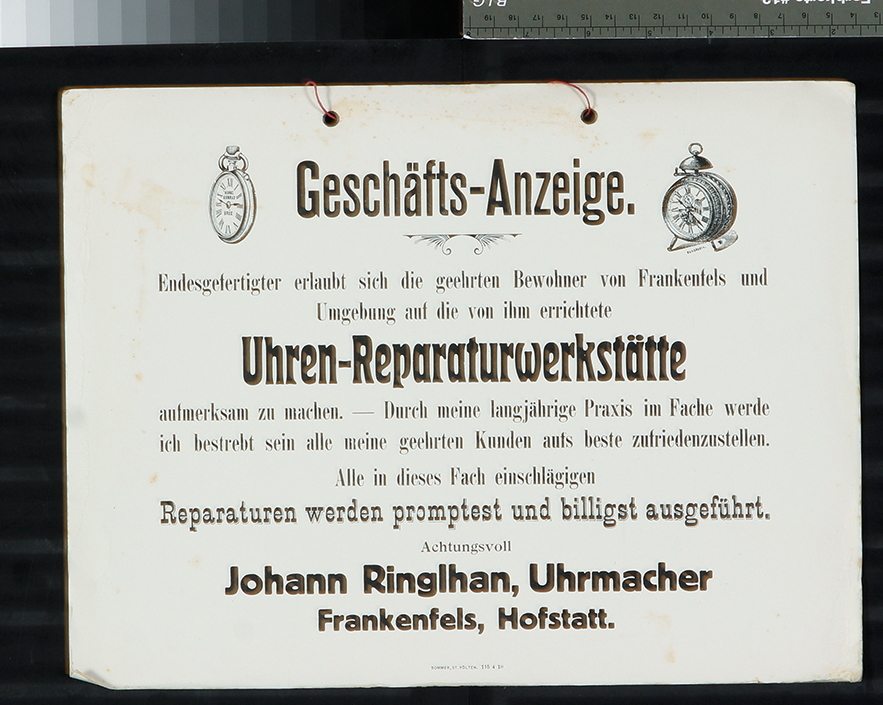 Geschäfts-Anzeige.
Endesgefertigter erlaubt sich die geehrten Bewohner von Frankenfels und
Umgebung auf die von ihm errichtete
Uhren-Reparaturwerkstätte
aufmerksam zu machen. — Durch meine langjährige Praxis im Fache werde
ich bestrebt sein alle meine geehrten Kunden aufs beste zufriedenzustellen.
Alle in dieses Fach einschlägigen
Reparaturen werden promptest und billigst ausgeführt.
Achtungsvoll
Johann Ringlhan, Uhrmacher
Frankenfels, Hofstatt.